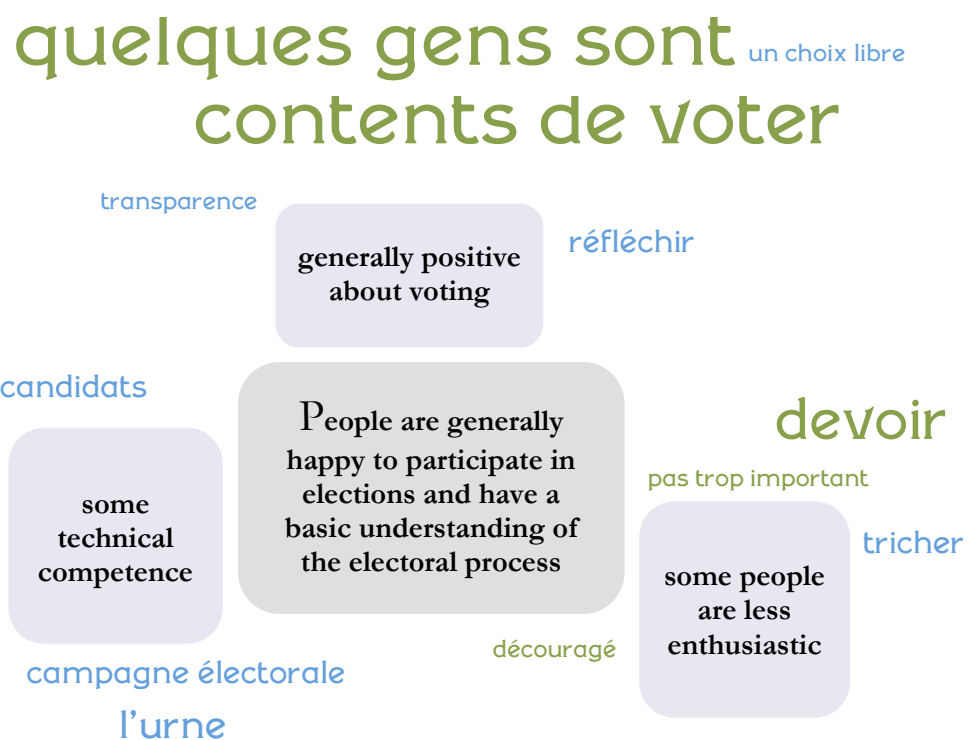 quelques gens sont
un choix libre
contents de voter
transparence
generally positive
about voting
réfléchir
candidats
People are generally
happy to participate in
elections and have a
basic understanding of
the electoral process
devoir
pas trop important
some
technical
competence
tricher
some people
are less
enthusiastic
découragé
campagne électorale
l'urne